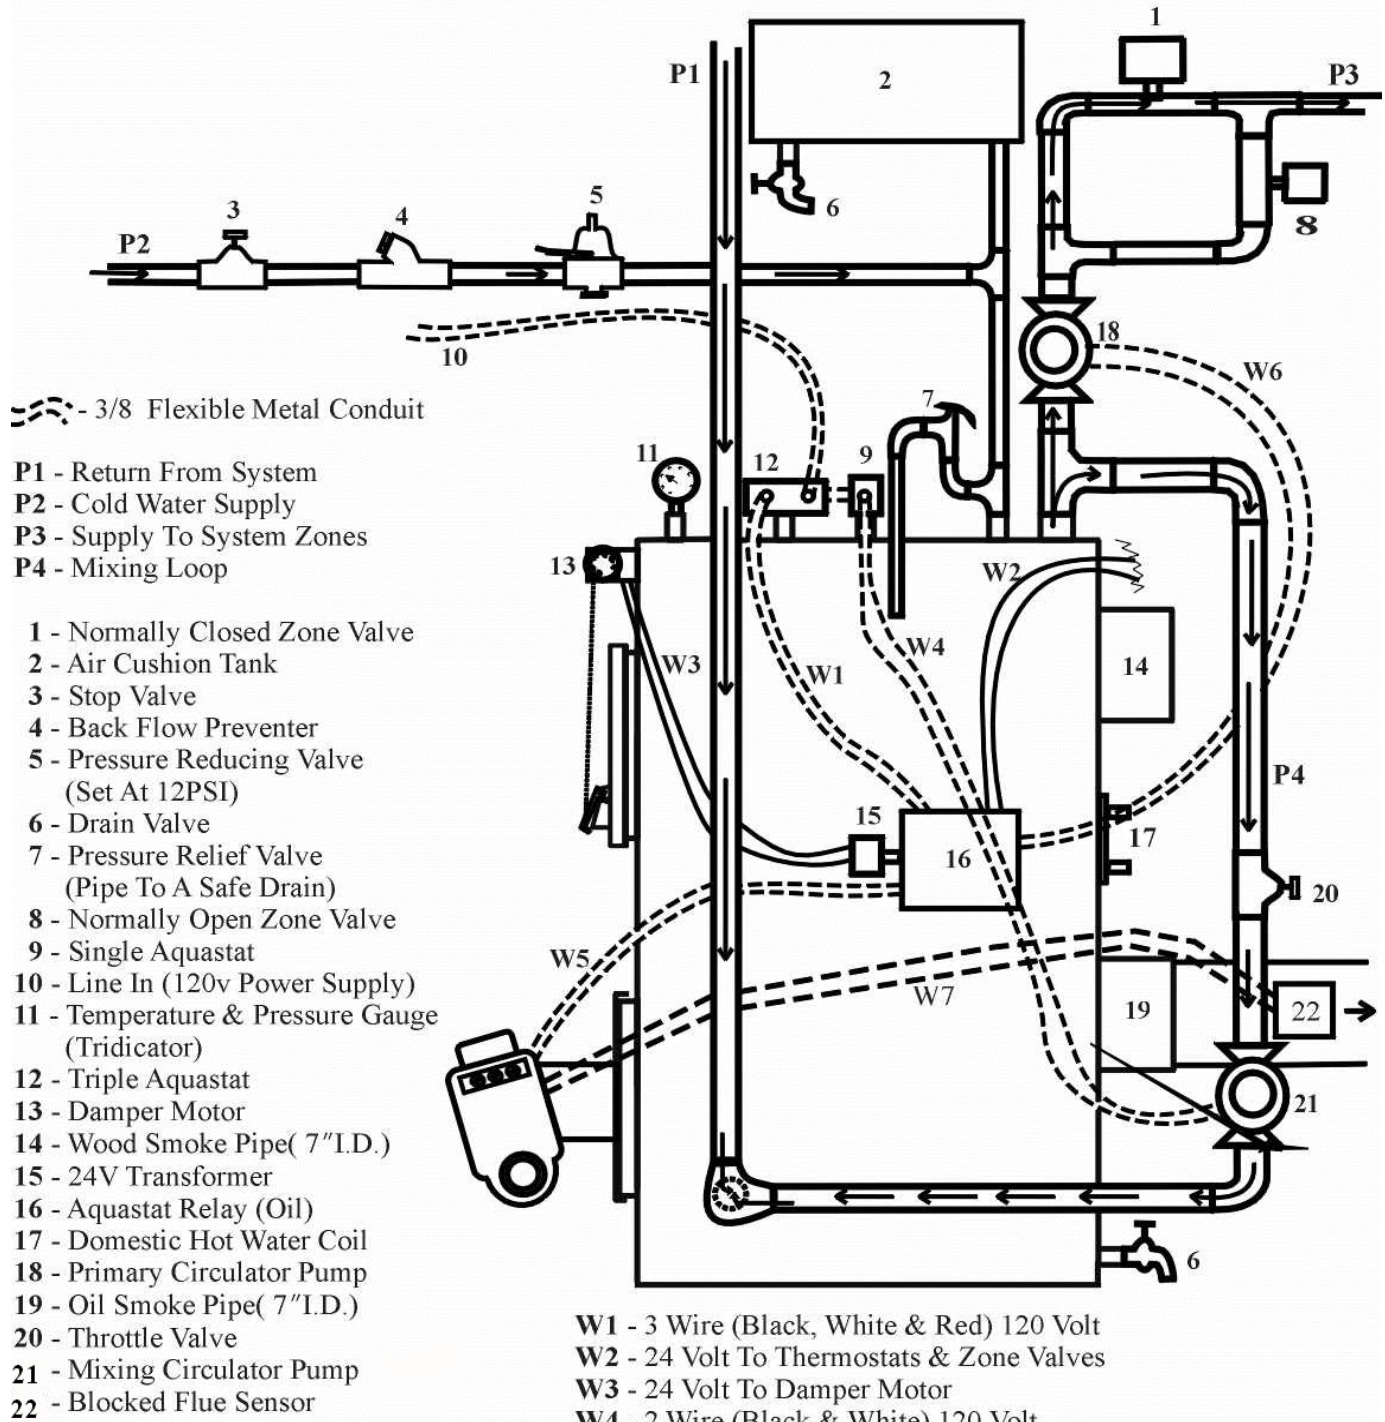 1
P1
2
P3
6
8
3
4
5
P2
10
18
W6
- 3/8 Flexible Metal Conduit
7
11
12
9
P1 - Return From System
P2 - Cold Water Supply
P3 - Supply To System Zones
P4 - Mixing Loop
13
W2
W3
W1
W4
14
1 - Normally Closed Zone Valve
2 - Air Cushion Tank
3 - Stop Valve
4 - Back Flow Preventer
5 - Pressure Reducing Valve
(Set At 12PSI)
6 - Drain Valve
7 - Pressure Relief Valve
(Pipe To A Safe Drain)
8 - Normally Open Zone Valve
9 - Single Aquastat
10 - Line In (120v Power Supply)
11 - Temperature & Pressure Gauge
(Tridicator)
12 - Triple Aquastat
13 - Damper Motor
14 - Wood Smoke Pipe( 7"I.D.)
15 - 24V Transformer
16 - Aquastat Relay (Oil)
17 - Domestic Hot Water Coil
18 - Primary Circulator Pump
19 - Oil Smoke Pipe( 7"I.D.)
20 - Throttle Valve
21 - Mixing Circulator Pump
22 - Blocked Flue Sensor
P4
15
16
17
20
W5
W7
19
22
21
6
W1 - 3 Wire (Black, White & Red) 120 Volt
W2 - 24 Volt To Thermostats & Zone Valves
W3 - 24 Volt To Damper Motor
W4 - 2 Wire (Black & White) 120 Volt